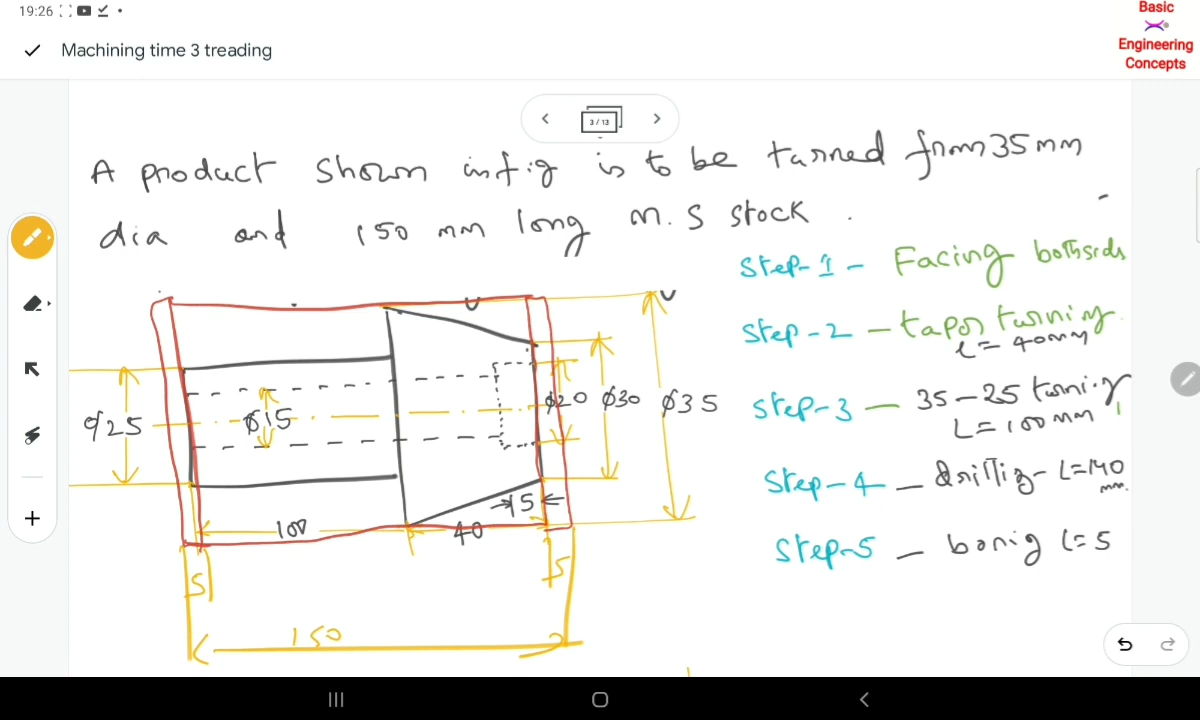 19:26
Machining time 3 treading
Basic
Engineering
Concepts
3 / 13
A product shown in fig is to be turned from 35 mm
dia and 150 mm long m.s stock.
Step-1 - Facing both sids
Step-2 - taper turning
l = 40mm
Step-3 - 35-25 turning
L=100mm
Step-4 - drilling - L=140
mm.
Step-5 - boring l=5
φ25
φ15
φ20 φ30 φ35
100
40
5
5
5
150